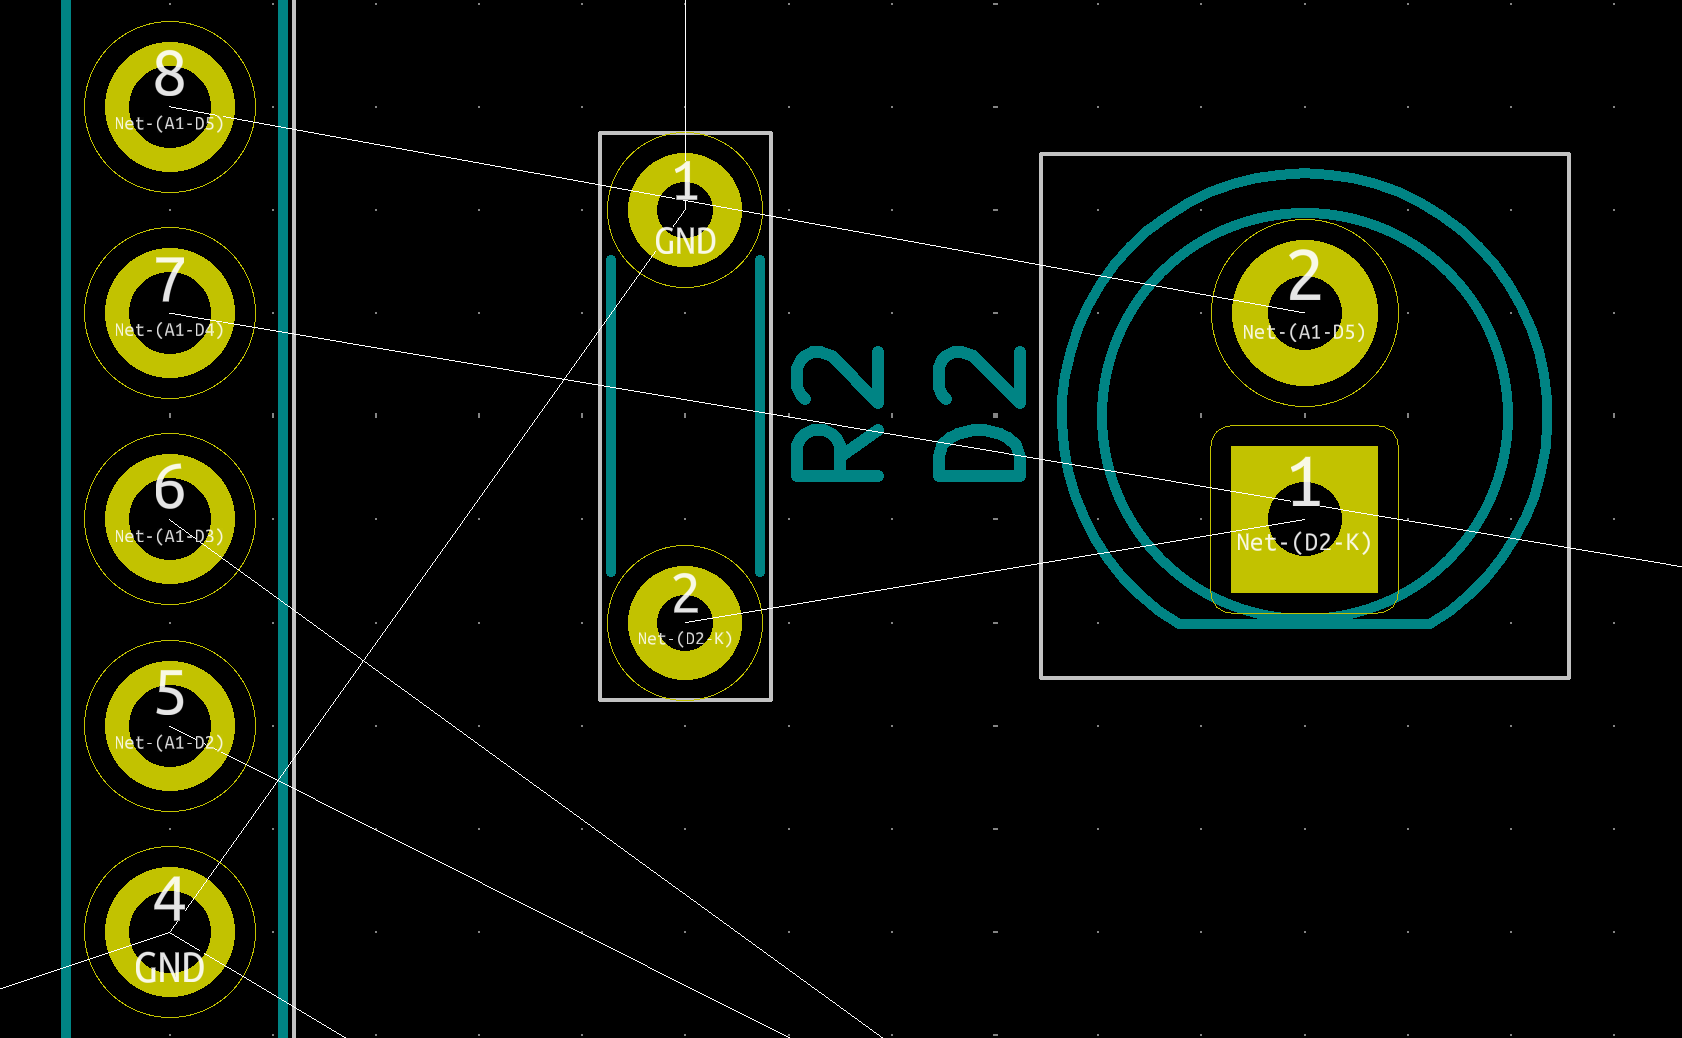 8
Net-(A1-D5)
7
Net-(A1-D4)
6
Net-(A1-D3)
5
Net-(A1-D2)
4
GND
1
GND
2
Net-(D2-K)
R2
D2
2
Net-(A1-D5)
1
Net-(D2-K)